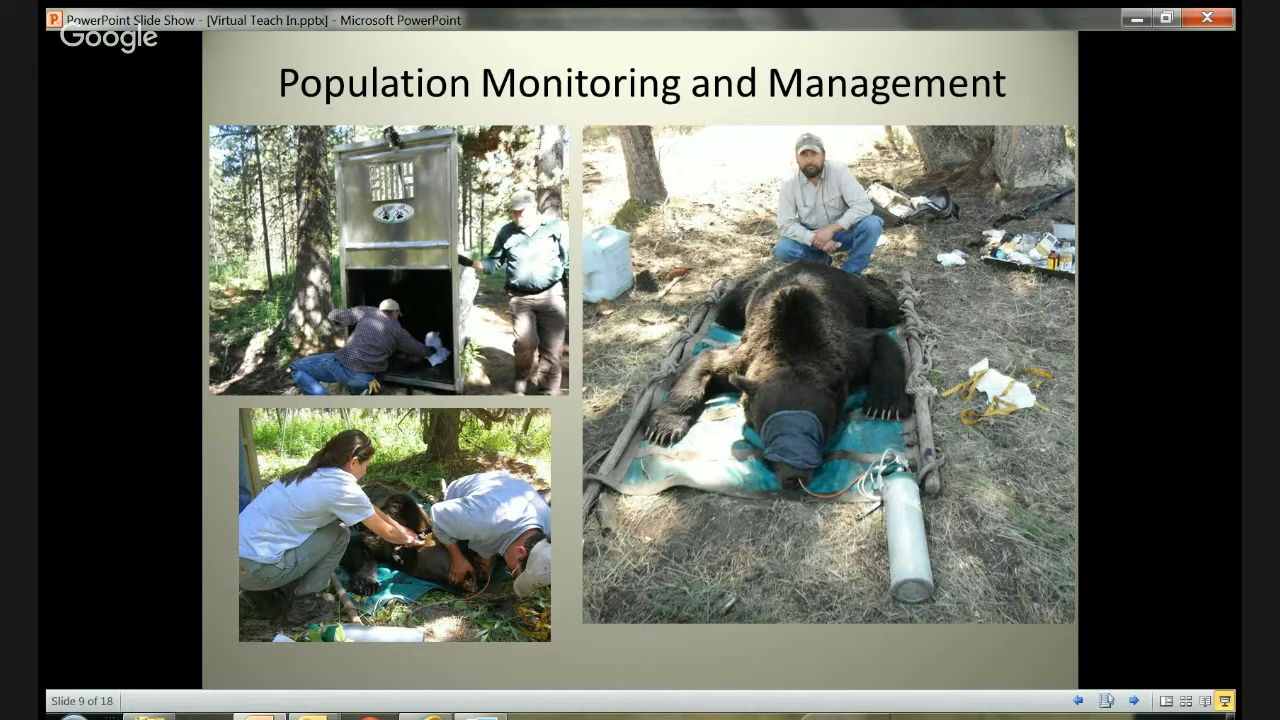 PowerPoint Slide Show - [Virtual Teach In.pptx] - Microsoft PowerPoint
Google
Population Monitoring and Management
Slide 9 of 18